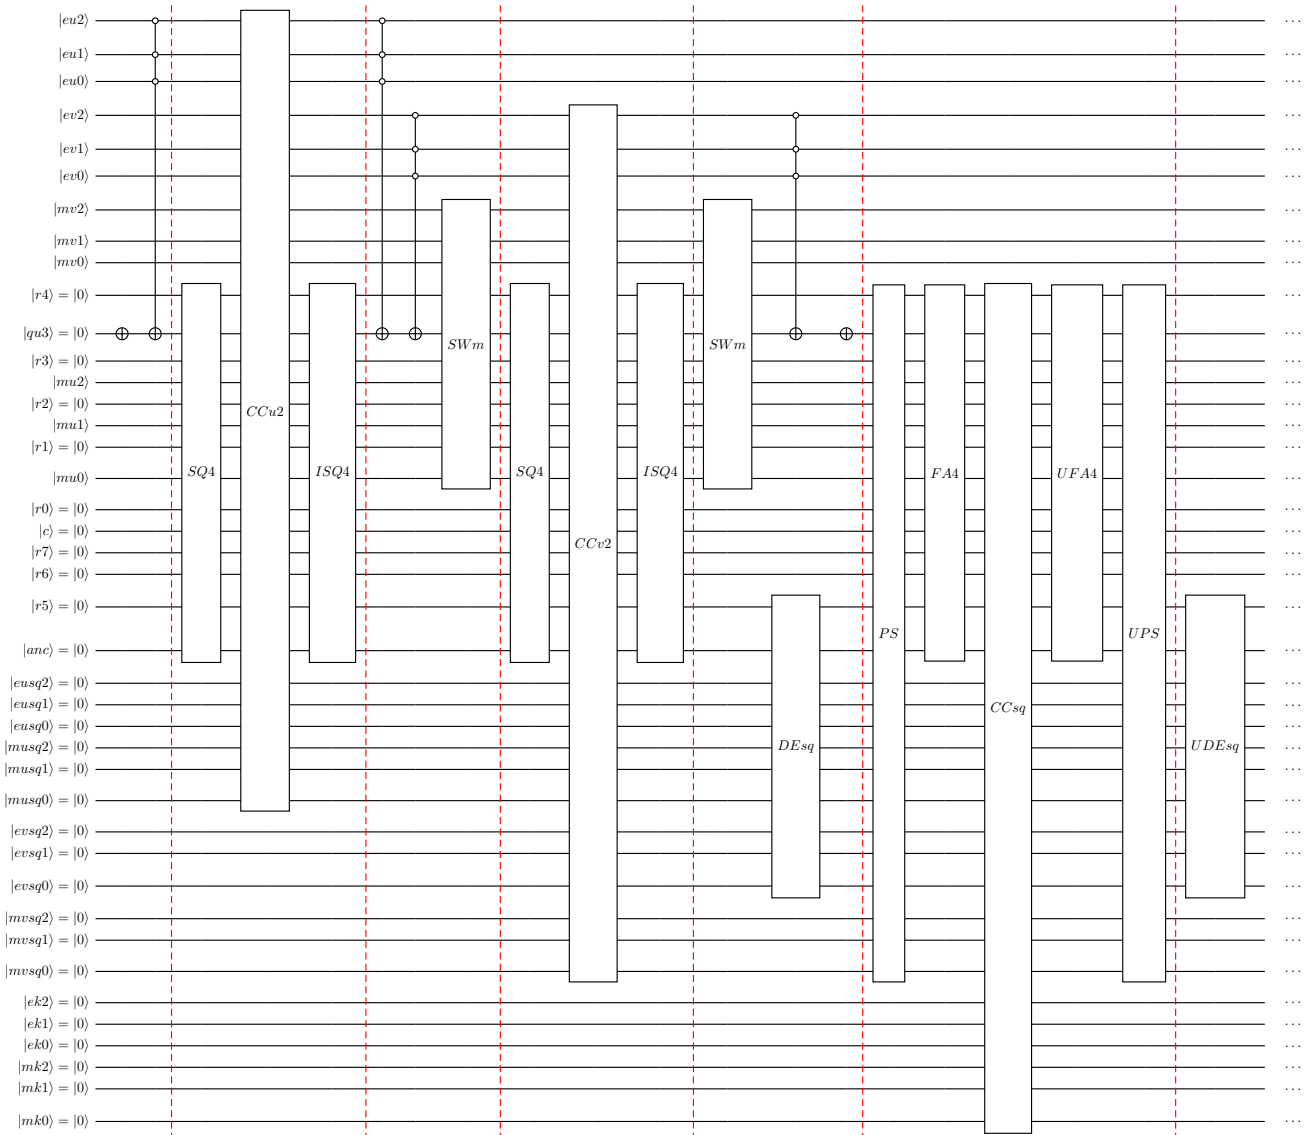 |eu2⟩ ...
|eu1⟩ ...
|eu0⟩ ...
|ev2⟩ ...
|ev1⟩ ...
|ev0⟩ ...
|mv2⟩ ...
|mv1⟩ ...
|mv0⟩ ...
|r4⟩ = |0⟩ ...
|qu3⟩ = |0⟩ ...
SWm SWm
|r3⟩ = |0⟩ ...
|mu2⟩ ...
|r2⟩ = |0⟩ ...
CCu2
|mu1⟩ ...
|r1⟩ = |0⟩ ...
SQ4 ISQ4 SQ4 ISQ4 FA4 UFA4
|mu0⟩ ...
|r0⟩ = |0⟩ ...
|c⟩ = |0⟩ ...
CCv2
|r7⟩ = |0⟩ ...
|r6⟩ = |0⟩ ...
|r5⟩ = |0⟩ ...
PS UPS
|anc⟩ = |0⟩ ...
|eusq2⟩ = |0⟩ ...
|eusq1⟩ = |0⟩ ...
CCsq
|eusq0⟩ = |0⟩ ...
DEsq UDEsq
|musq2⟩ = |0⟩ ...
|musq1⟩ = |0⟩ ...
|musq0⟩ = |0⟩ ...
|evsq2⟩ = |0⟩ ...
|evsq1⟩ = |0⟩ ...
|evsq0⟩ = |0⟩ ...
|mvsq2⟩ = |0⟩ ...
|mvsq1⟩ = |0⟩ ...
|mvsq0⟩ = |0⟩ ...
|ek2⟩ = |0⟩ ...
|ek1⟩ = |0⟩ ...
|ek0⟩ = |0⟩ ...
|mk2⟩ = |0⟩ ...
|mk1⟩ = |0⟩ ...
|mk0⟩ = |0⟩ ...